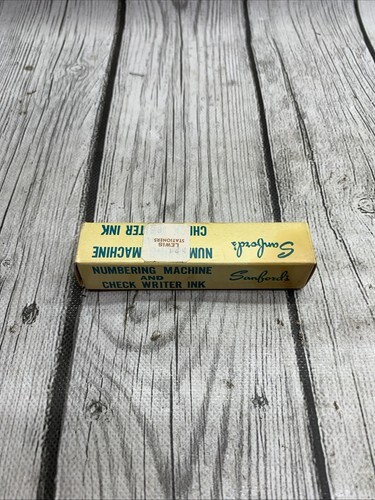 Sanford's
NUM MACHINE
CH TER INK
LEWIS
STATIONERS
NUMBERING MACHINE
AND
CHECK WRITER INK
Sanford's